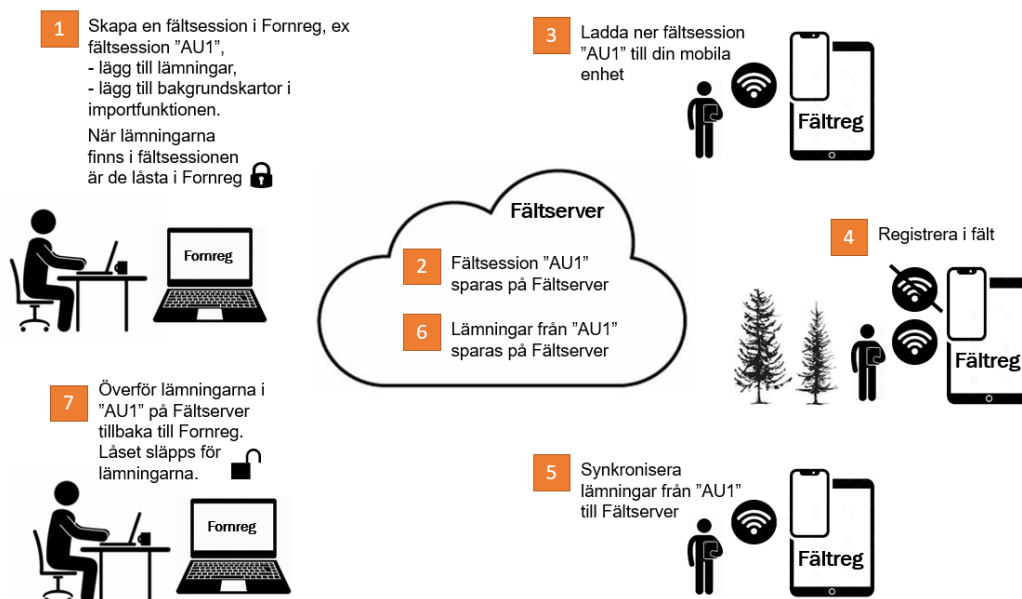 1
Skapa en fältsession i Fornreg, ex
fältsession ”AU1”,
- lägg till lämningar,
- lägg till bakgrundskartor i
importfunktionen.
När lämningarna
finns i fältsessionen
är de låsta i Fornreg
Fornreg
Fältserver
2
Fältsession ”AU1”
sparas på Fältserver
6
Lämningar från ”AU1”
sparas på Fältserver
3
Ladda ner fältsession
”AU1” till din mobila
enhet
Fältreg
4
Registrera i fält
Fältreg
5
Synkronisera
lämningar från ”AU1”
till Fältserver
Fältreg
7
Överför lämningarna i
”AU1” på Fältserver
tillbaka till Fornreg.
Låset släpps för
lämningarna.
Fornreg